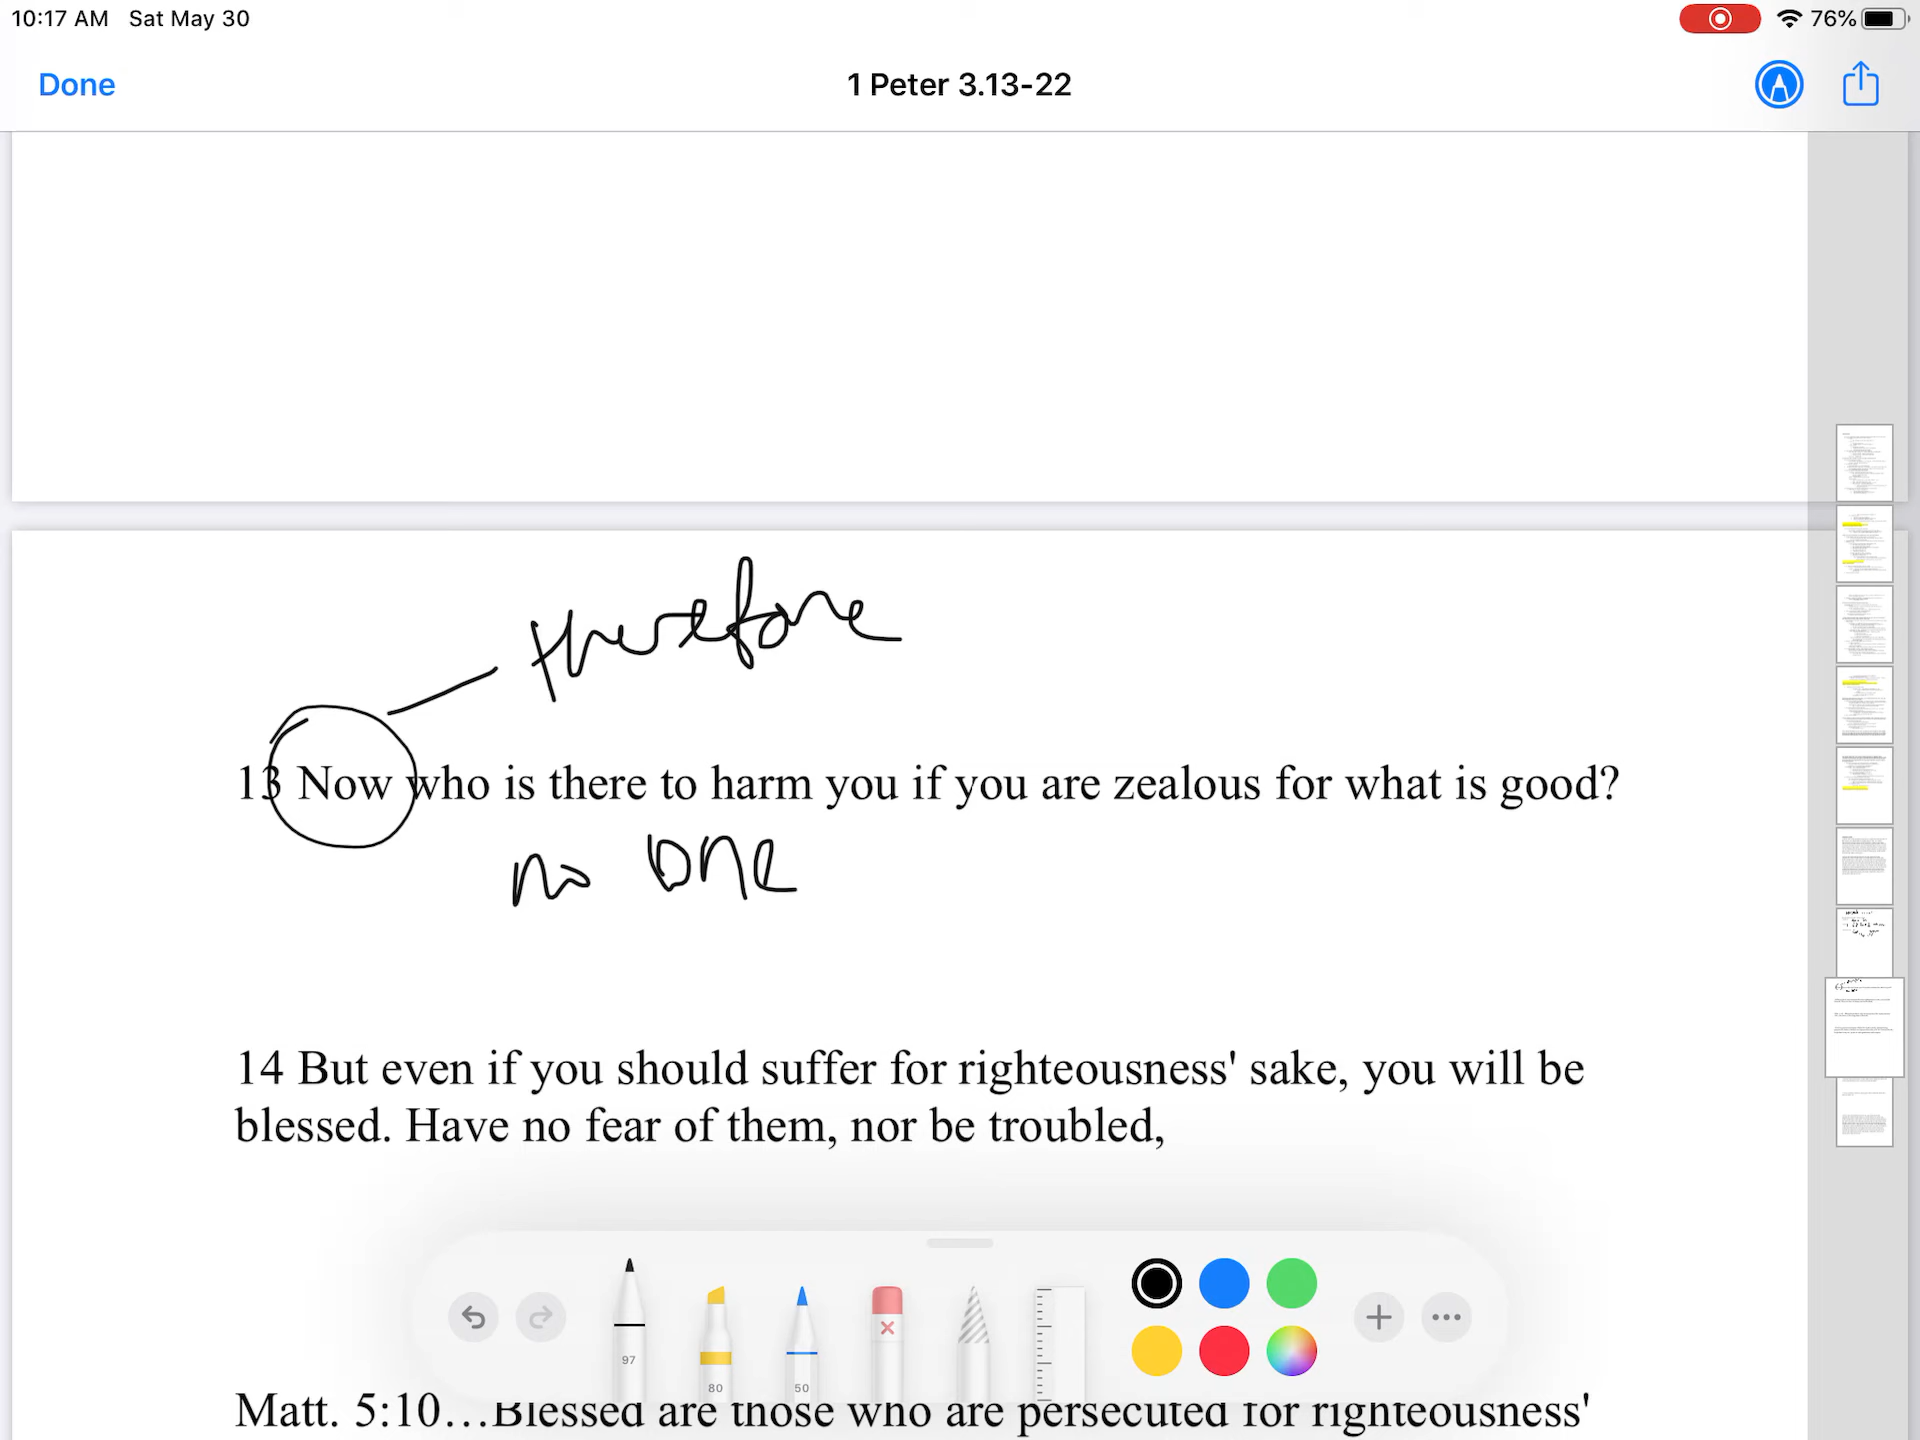 10:17 AM Sat May 30
76%
Done
1 Peter 3.13-22
therefore
13 Now who is there to harm you if you are zealous for what is good?
no one
14 But even if you should suffer for righteousness' sake, you will be
blessed. Have no fear of them, nor be troubled,
97
80
50
Matt. 5:10…Blessed are those who are persecuted for righteousness'